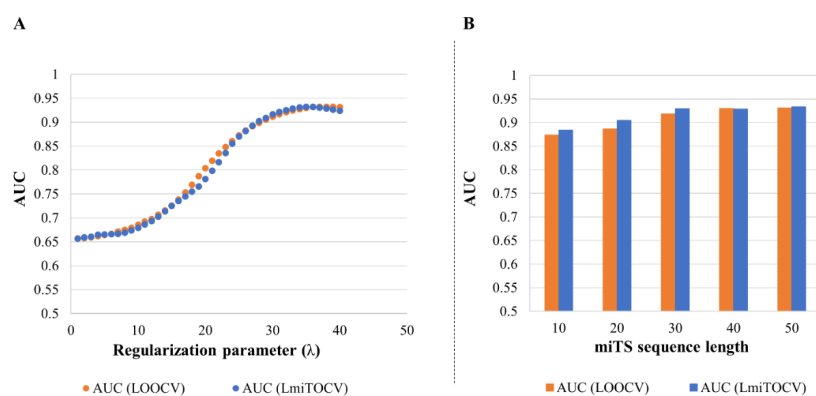 A
1
0.95
0.9
0.85
0.8
0.75
0.7
0.65
0.6
0.55
0.5
AUC
0 10 20 30 40 50
Regularization parameter (λ)
AUC (LOOCV) AUC (LmiTOCV)
B
1
0.95
0.9
0.85
0.8
0.75
0.7
0.65
0.6
0.55
0.5
AUC
10 20 30 40 50
miTS sequence length
AUC (LOOCV) AUC (LmiTOCV)